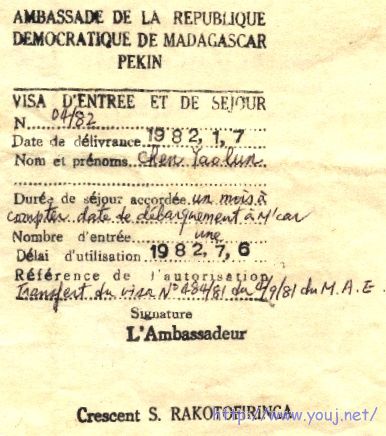 AMBASSADE DE LA REPUBLIQUE
DEMOCRATIQUE DE MADAGASCAR
PEKIN
VISA D'ENTREE ET DE SEJOUR
N 04/82
Date de délivrance 1982,1,7
Nom et prénoms Chen Yao lun
Durée de séjour accordée un mois à
compter date de débarquement à M'car
Nombre d'entrée une
Délai d'utilisation 1982,7,6
Référence de l'autorisation
Transfert du visa N° 484/81 du /9/81 du M.A.E.
Signature
L'Ambassadeur
Crescent S. RAKOTOFIRINGA
http://www.youj.net/